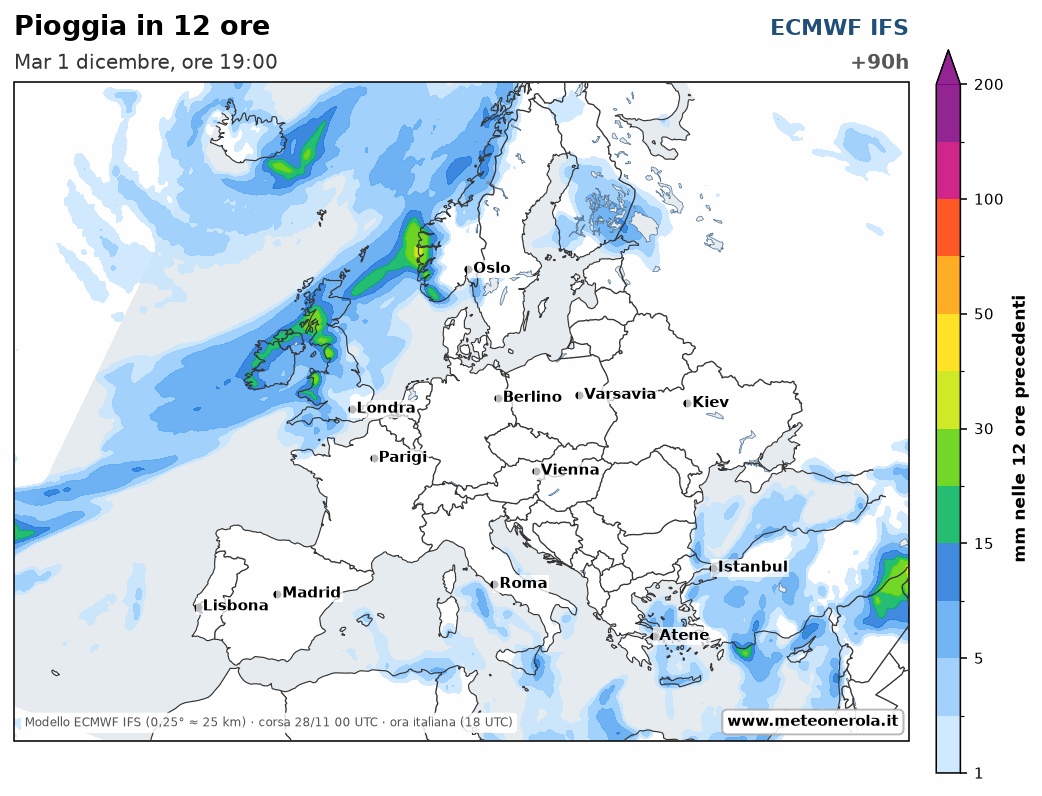 Pioggia in 12 ore
ECMWF IFS
Mar 1 dicembre, ore 19:00
+90h
200
100
50
30
15
5
1
mm nelle 12 ore precedenti
Oslo
Berlino
Varsavia
Kiev
Londra
Parigi
Vienna
Istanbul
Roma
Madrid
Lisbona
Atene
Modello ECMWF IFS (0,25° ≈ 25 km) · corsa 28/11 00 UTC · ora italiana (18 UTC)
www.meteonerola.it